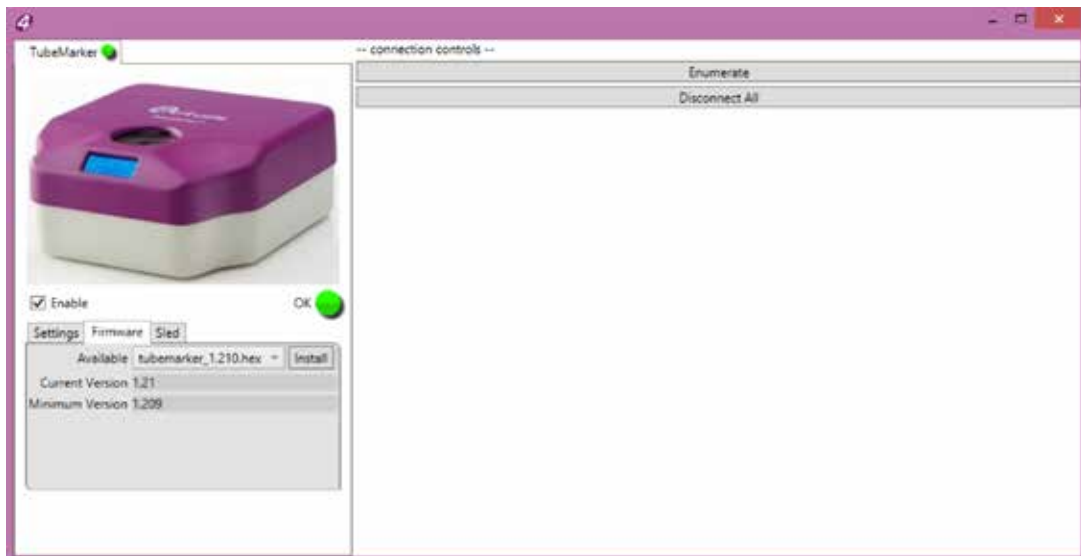 TubeMarker
-- connection controls --
Enumerate
Disconnect All
Enable
OK
Settings Firmware Sled
Available tubemarker_1.210.hex Install
Current Version 1.21
Minimum Version 1.209